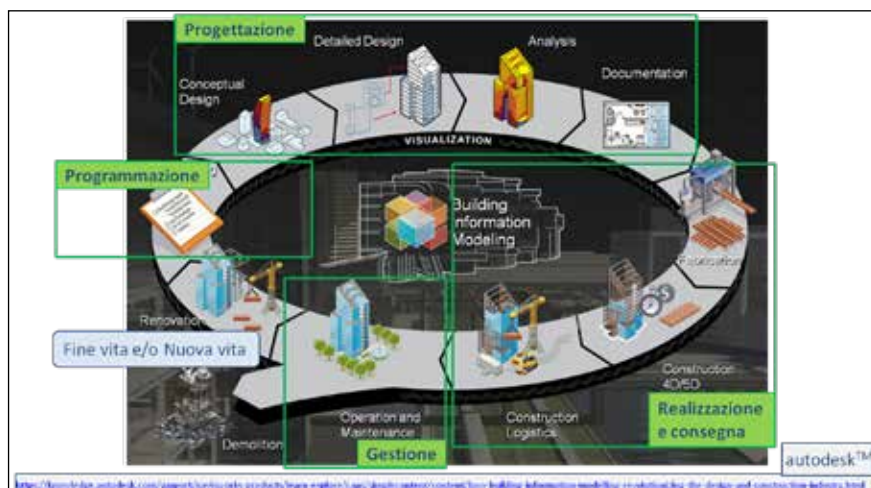 Progettazione
Detailed Design
Analysis
Conceptual
Design
Documentation
VISUALIZATION
Programmazione
Building
Information
Modeling
Fabrication
Renovation
Fine vita e/o Nuova vita
Construction
4D/5D
Operation and
Maintenance
Construction
Logistics
Realizzazione
e consegna
Demolition
Gestione
autodesk™